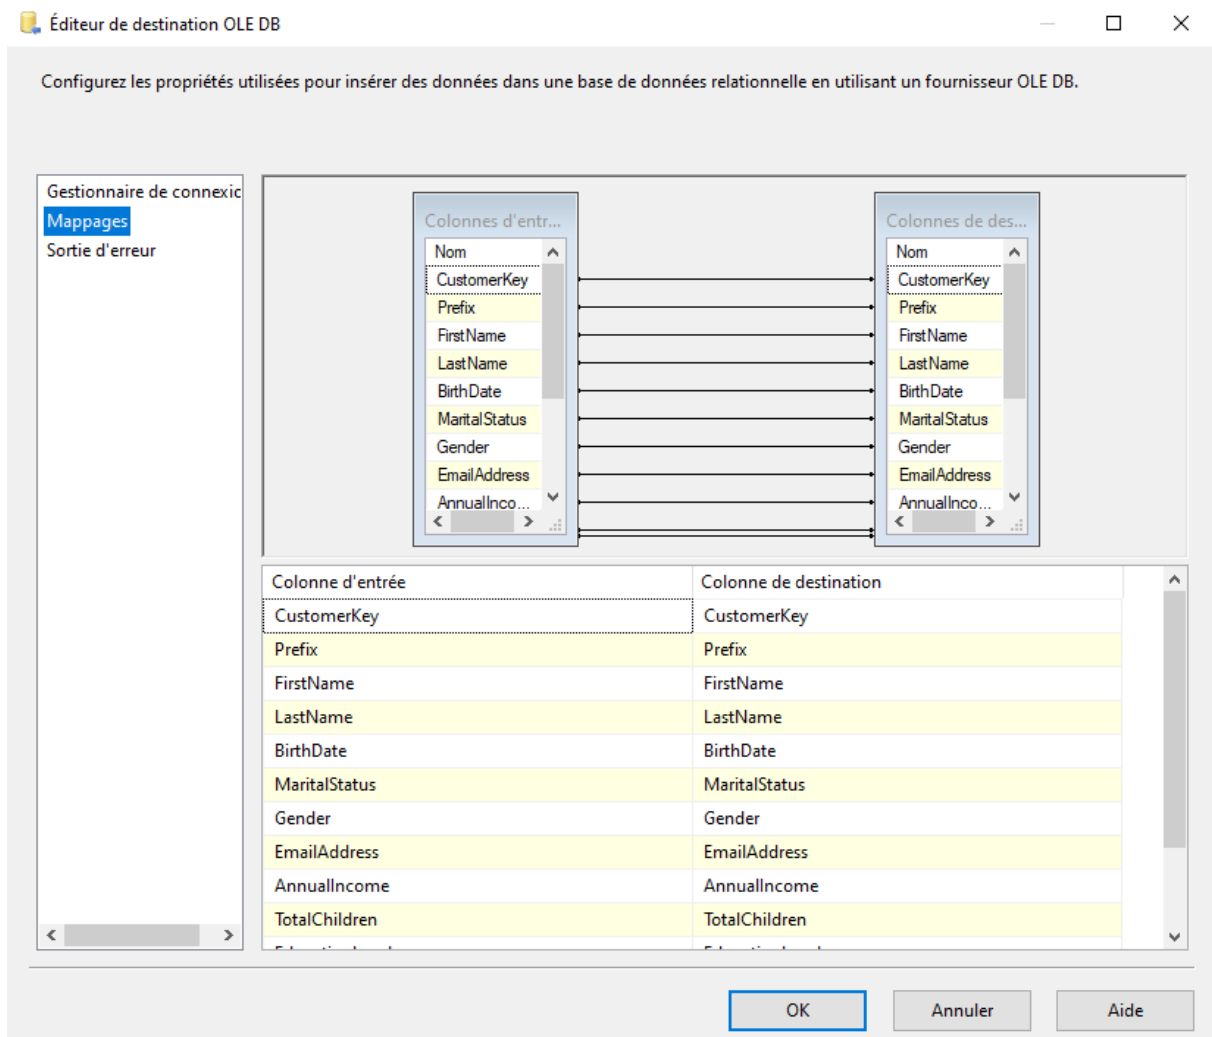 Éditeur de destination OLE DB
Configurez les propriétés utilisées pour insérer des données dans une base de données relationnelle en utilisant un fournisseur OLE DB.
Gestionnaire de connexic
Mappages
Sortie d'erreur
Colonnes d'entr...
Nom
CustomerKey
Prefix
FirstName
LastName
BirthDate
MaritalStatus
Gender
EmailAddress
AnnualInco...
Colonnes de des...
Nom
CustomerKey
Prefix
FirstName
LastName
BirthDate
MaritalStatus
Gender
EmailAddress
AnnualInco...
Colonne d'entrée Colonne de destination
CustomerKey CustomerKey
Prefix Prefix
FirstName FirstName
LastName LastName
BirthDate BirthDate
MaritalStatus MaritalStatus
Gender Gender
EmailAddress EmailAddress
AnnualIncome AnnualIncome
TotalChildren TotalChildren
OK Annuler Aide